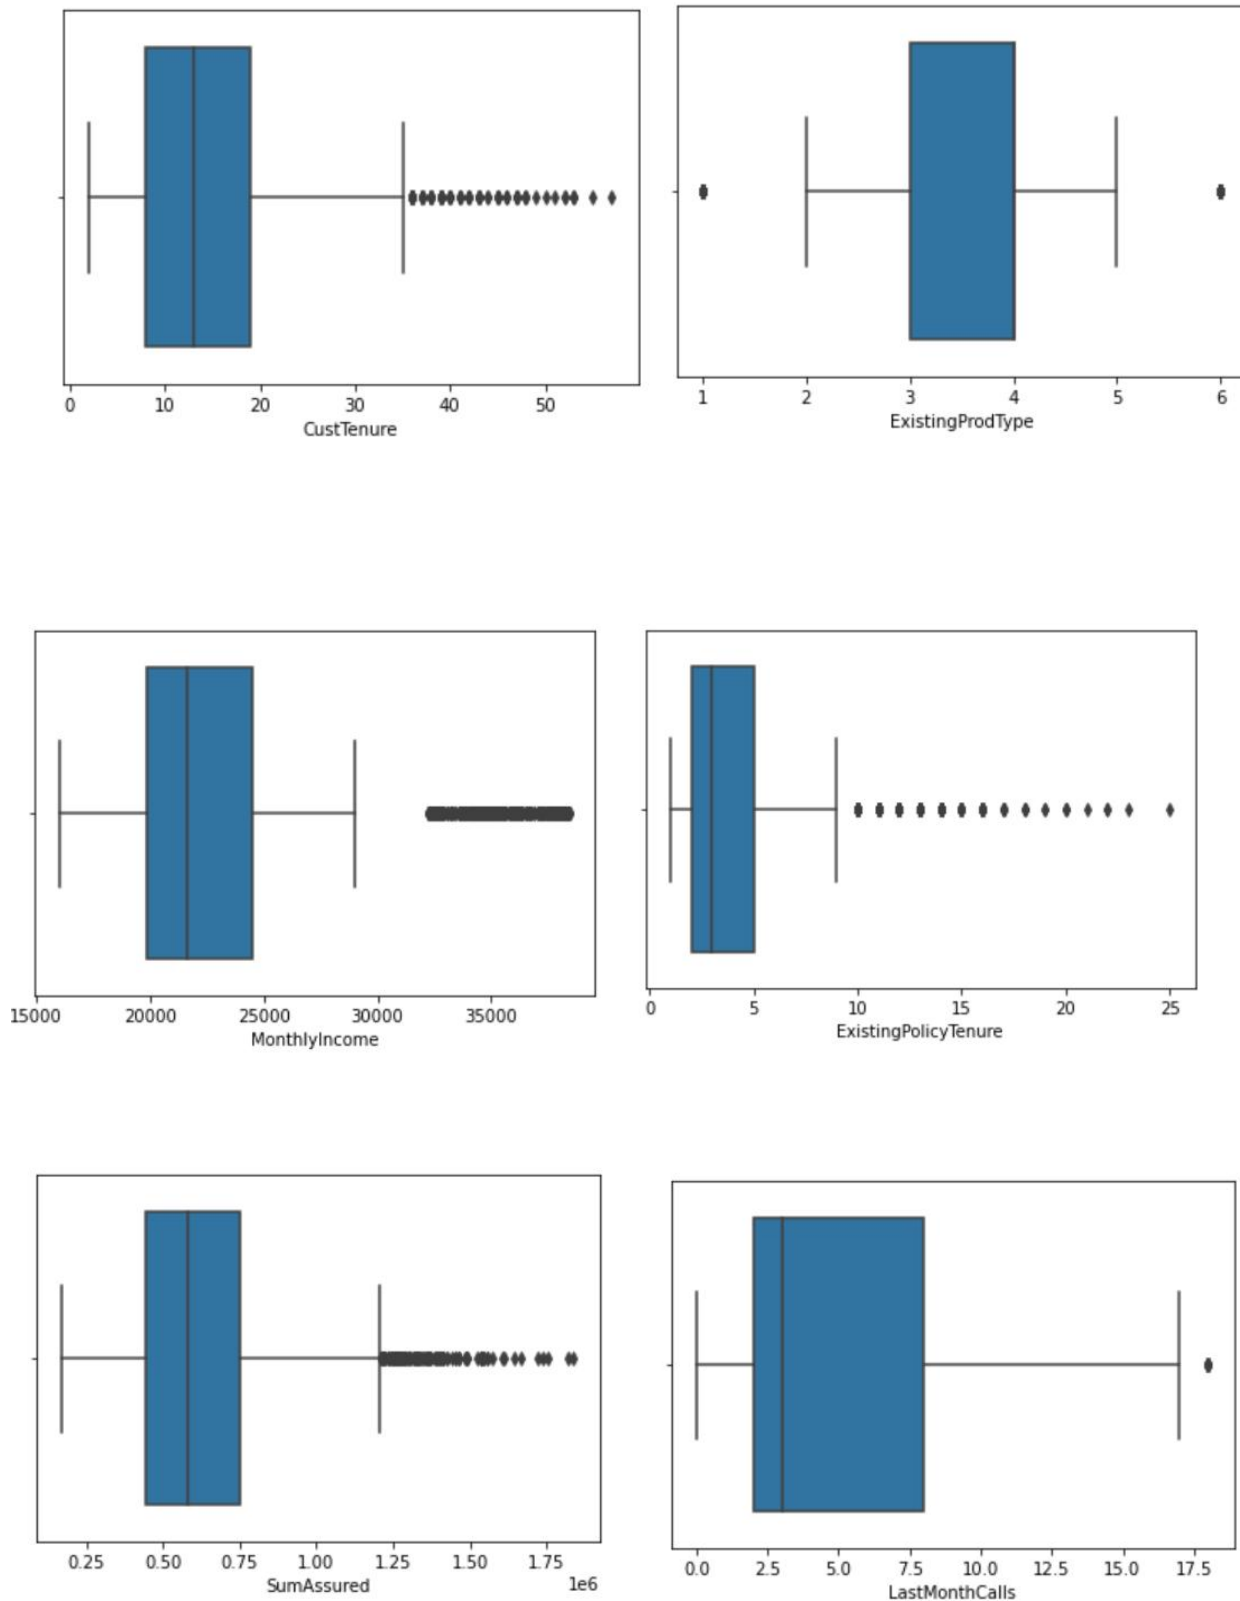 0 10 20 30 40 50
CustTenure
1 2 3 4 5 6
ExistingProdType
15000 20000 25000 30000 35000
MonthlyIncome
0 5 10 15 20 25
ExistingPolicyTenure
0.25 0.50 0.75 1.00 1.25 1.50 1.75
SumAssured 1e6
0.0 2.5 5.0 7.5 10.0 12.5 15.0 17.5
LastMonthCalls